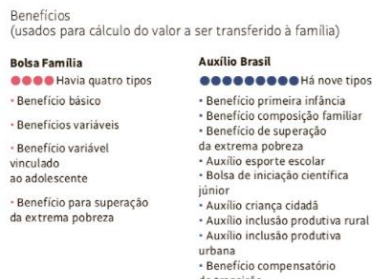 Benefícios
(usados para cálculo do valor a ser transferido à família)
Bolsa Família
Havia quatro tipos
• Benefício básico
• Benefícios variáveis
• Benefício variável
vinculado
ao adolescente
• Benefício para superação
da extrema pobreza
Auxílio Brasil
Há nove tipos
• Benefício primeira infância
• Benefício composição familiar
• Benefício de superação
da extrema pobreza
• Auxílio esporte escolar
• Bolsa de iniciação científica
júnior
• Auxílio criança cidadã
• Auxílio inclusão produtiva rural
• Auxílio inclusão produtiva
urbana
• Benefício compensatório